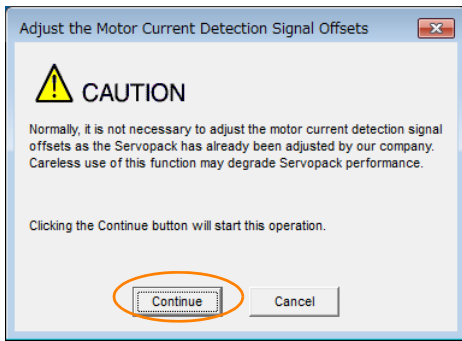 Adjust the Motor Current Detection Signal Offsets
CAUTION
Normally, it is not necessary to adjust the motor current detection signal
offsets as the Servopack has already been adjusted by our company.
Careless use of this function may degrade Servopack performance.
Clicking the Continue button will start this operation.
Continue Cancel